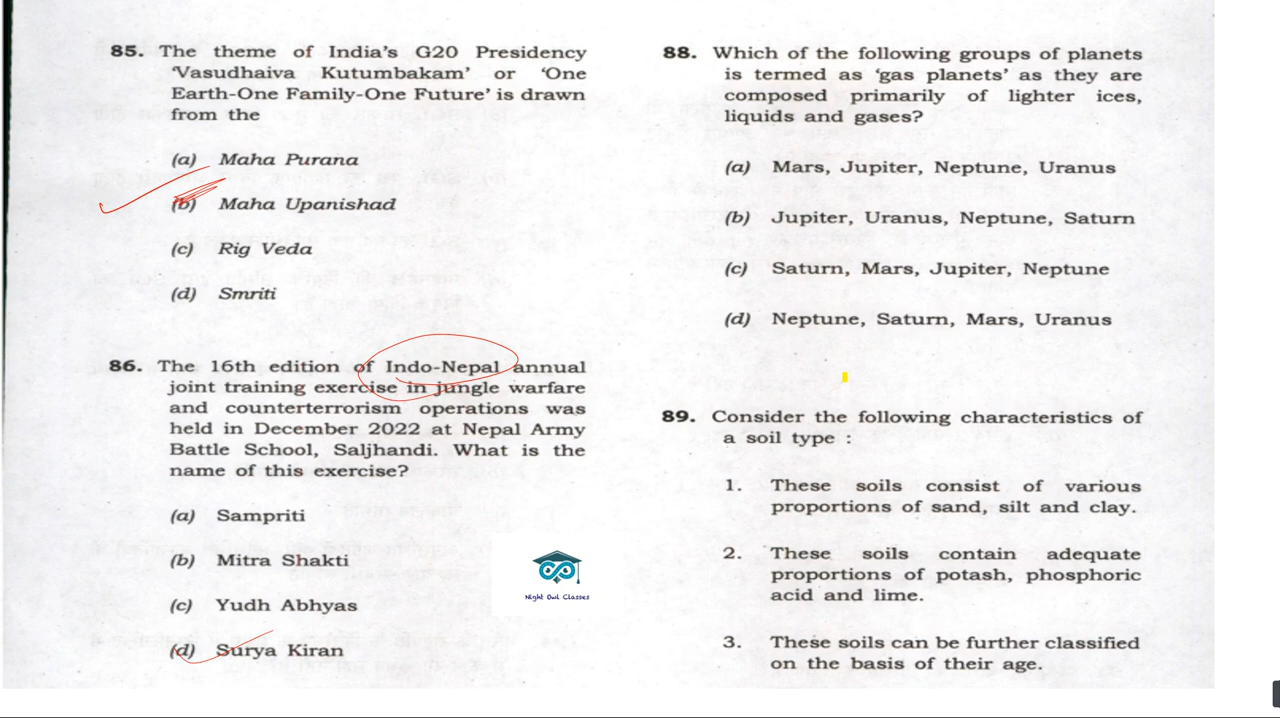 85. The theme of India's G20 Presidency
'Vasudhaiva Kutumbakam' or 'One
Earth-One Family-One Future' is drawn
from the
(a) Maha Purana
(b) Maha Upanishad
(c) Rig Veda
(d) Smriti
86. The 16th edition of Indo-Nepal annual
joint training exercise in jungle warfare
and counterterrorism operations was
held in December 2022 at Nepal Army
Battle School, Saljhandi. What is the
name of this exercise?
(a) Sampriti
(b) Mitra Shakti
(c) Yudh Abhyas
(d) Surya Kiran
Night Owl Classes
88. Which of the following groups of planets
is termed as 'gas planets' as they are
composed primarily of lighter ices,
liquids and gases?
(a) Mars, Jupiter, Neptune, Uranus
(b) Jupiter, Uranus, Neptune, Saturn
(c) Saturn, Mars, Jupiter, Neptune
(d) Neptune, Saturn, Mars, Uranus
89. Consider the following characteristics of
a soil type :
1. These soils consist of various
proportions of sand, silt and clay.
2. These soils contain adequate
proportions of potash, phosphoric
acid and lime.
3. These soils can be further classified
on the basis of their age.